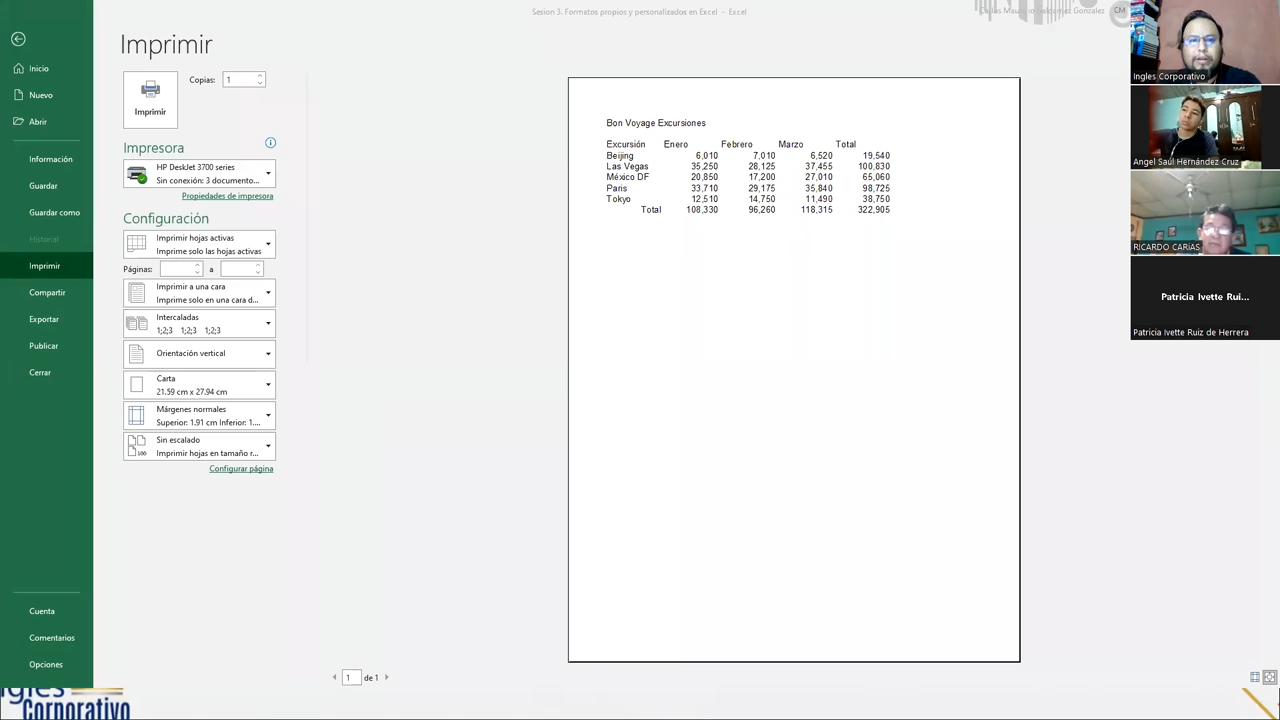 Sesion 3. Formatos propios y personalizados en Excel - Excel
CM
Imprimir
Inicio
Nuevo
Abrir
Información
Guardar
Guardar como
Historial
Imprimir
Compartir
Exportar
Publicar
Cerrar
Cuenta
Comentarios
Opciones
Imprimir
Copias: 1
Impresora
HP DeskJet 3700 series
Sin conexión: 3 documento...
Propiedades de impresora
Configuración
Imprimir hojas activas
Imprime solo las hojas activas
Páginas: a
Imprimir a una cara
Imprime solo en una cara d...
Intercaladas
1;2;3 1;2;3 1;2;3
Orientación vertical
Carta
21.59 cm x 27.94 cm
Márgenes normales
Superior: 1.91 cm Inferior: 1....
Sin escalado
Imprimir hojas en tamaño r...
100
Configurar página
Bon Voyage Excursiones
Excursión Enero Febrero Marzo Total
Beijing 6,010 7,010 6,520 19,540
Las Vegas 35,250 28,125 37,455 100,830
México DF 20,850 17,200 27,010 65,060
Paris 33,710 29,175 35,840 98,725
Tokyo 12,510 14,750 11,490 38,750
Total 108,330 96,260 118,315 322,905
1 de 1
Ingles Corporativo
Angel Saúl Hernández Cruz
RICARDO CARíAS
Patricia Ivette Rui...
Patricia Ivette Ruiz de Herrera
Ingles
Corporativo